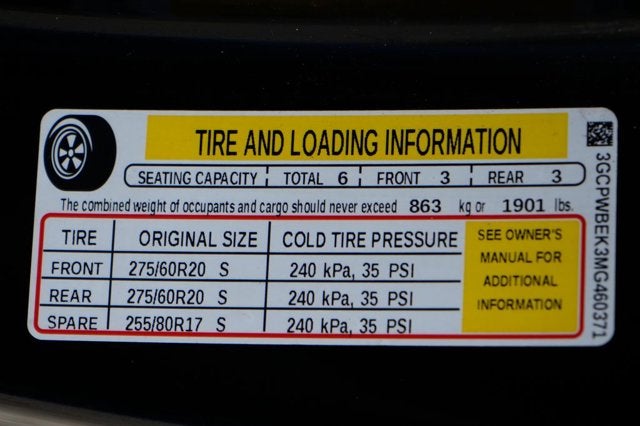 TIRE AND LOADING INFORMATION
SEATING CAPACITY TOTAL 6 FRONT 3 REAR 3
The combined weight of occupants and cargo should never exceed 863 kg or 1901 lbs.
TIRE ORIGINAL SIZE COLD TIRE PRESSURE
FRONT 275/60R20 S 240 kPa, 35 PSI
REAR 275/60R20 S 240 kPa, 35 PSI
SPARE 255/80R17 S 240 kPa, 35 PSI
SEE OWNER'S
MANUAL FOR
ADDITIONAL
INFORMATION
3GCPWBEK3MG460371